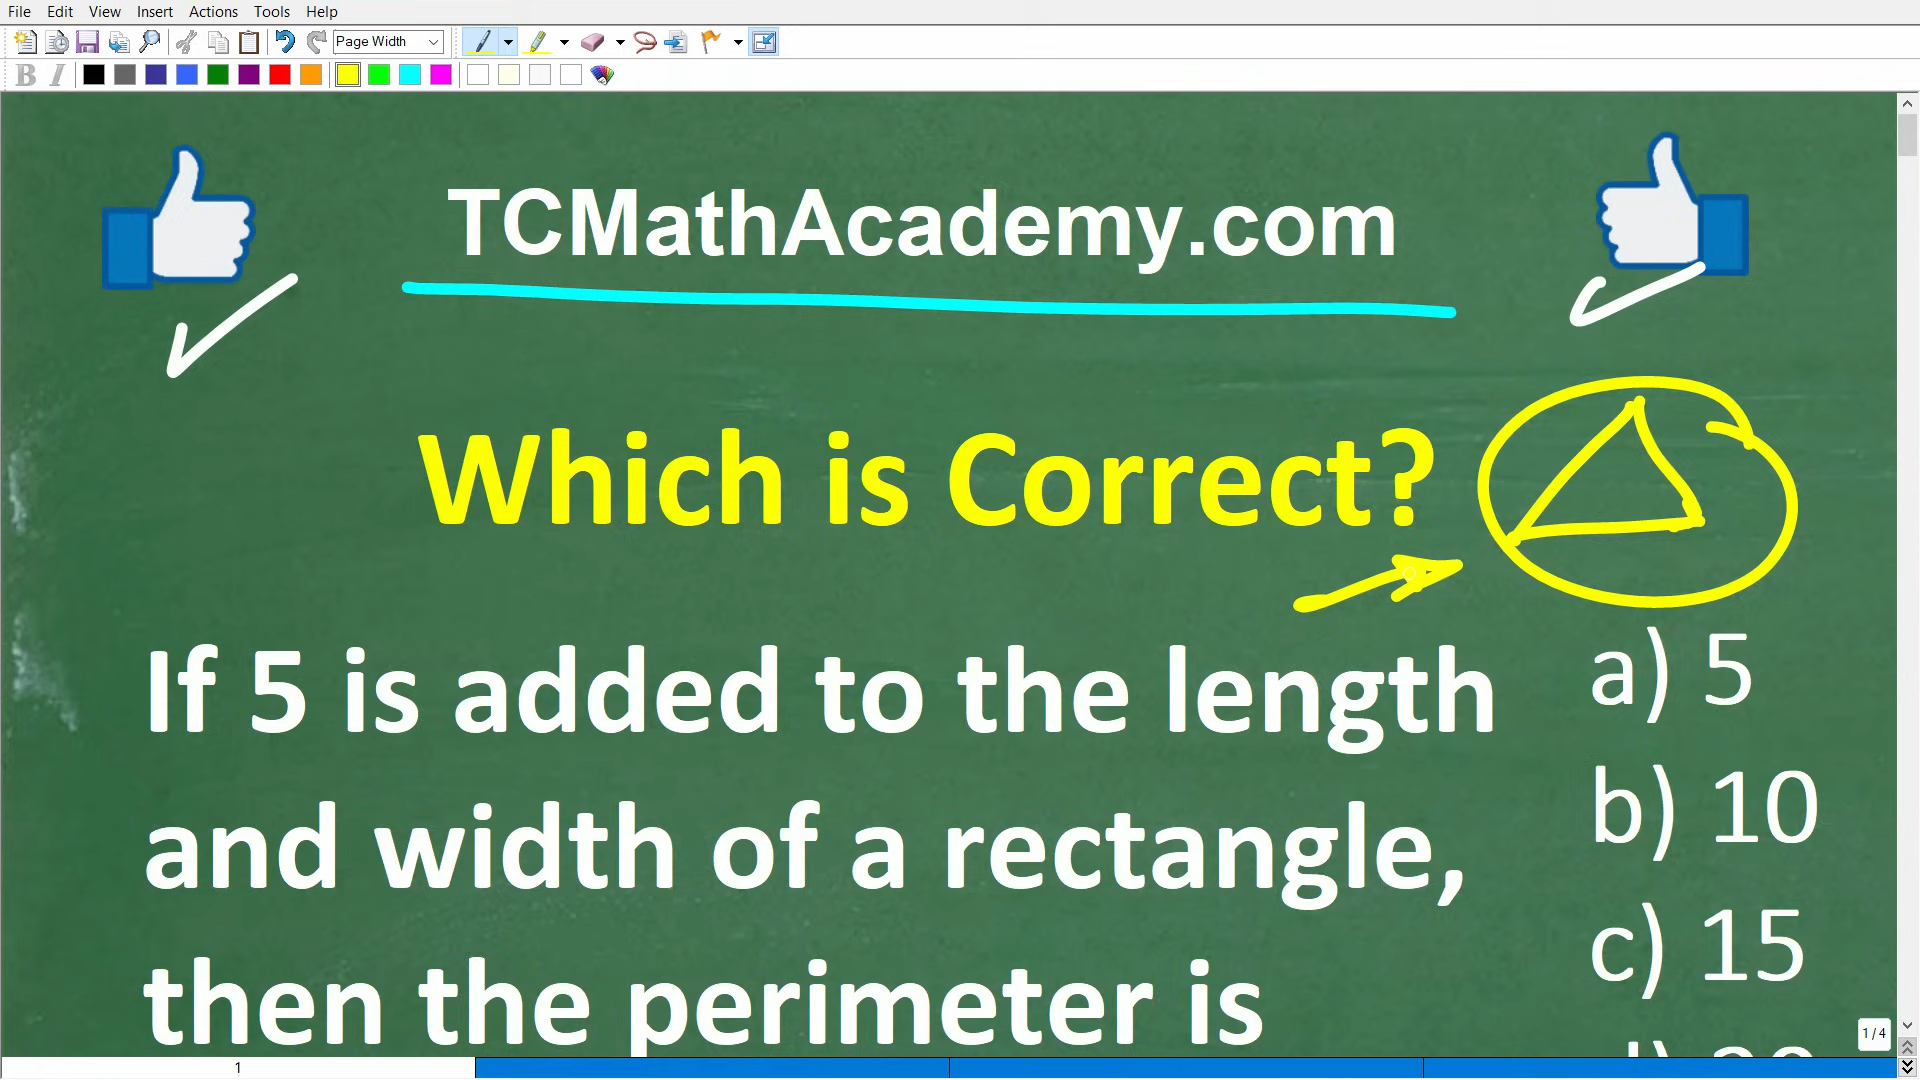 File Edit View Insert Actions Tools Help
Page Width
B I
TCMathAcademy.com
Which is Correct?
If 5 is added to the length
and width of a rectangle,
then the perimeter is
a) 5
b) 10
c) 15
1 / 4
1